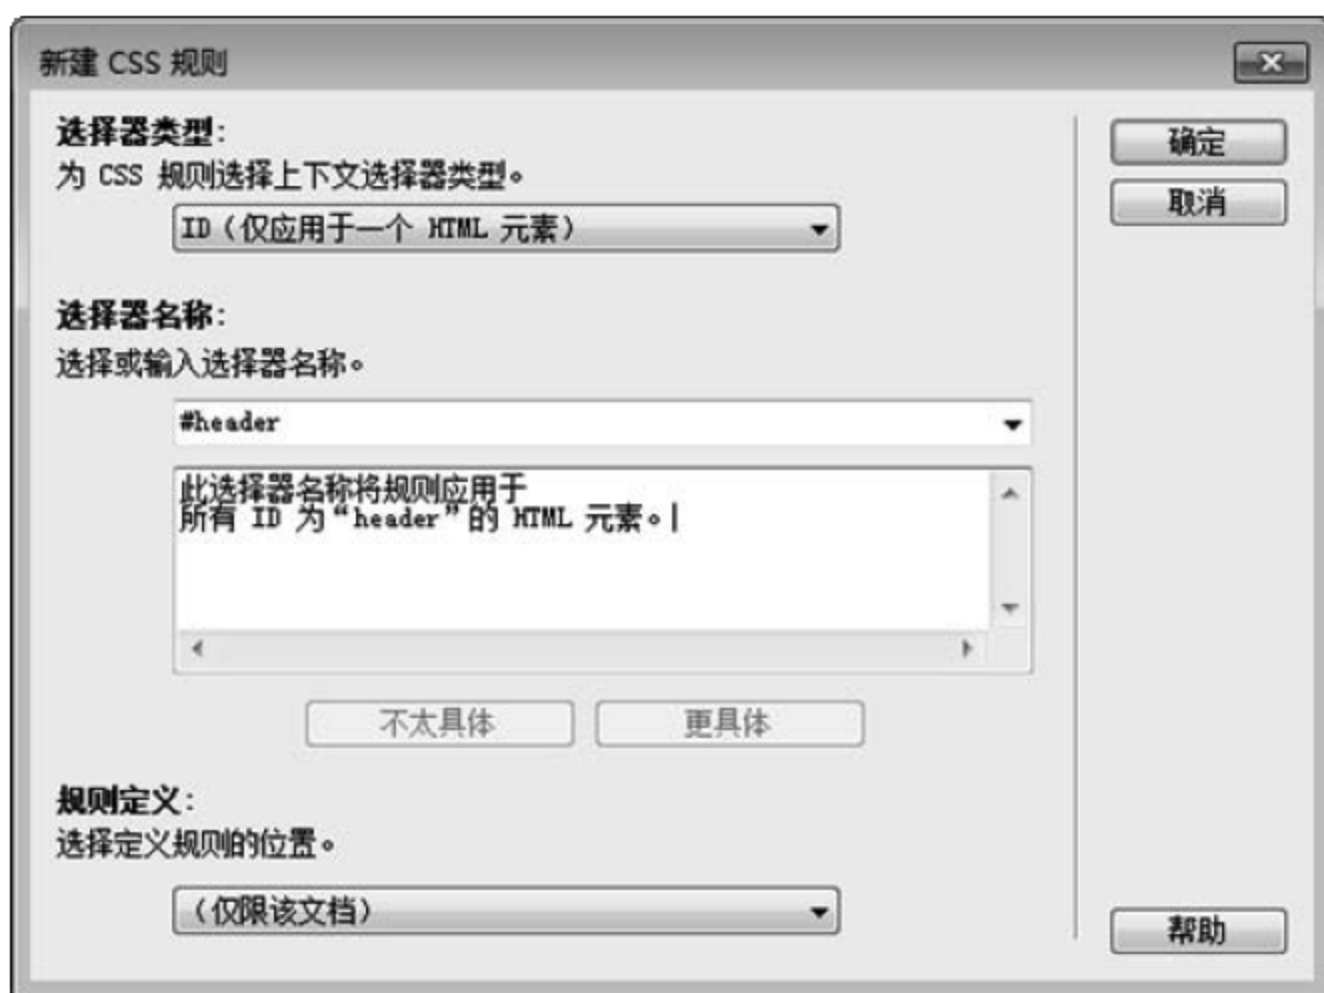 新建 CSS 规则
选择器类型:
为 CSS 规则选择上下文选择器类型。
ID（仅应用于一个 HTML 元素）
确定
取消
选择器名称:
选择或输入选择器名称。
#header
此选择器名称将规则应用于
所有 ID 为“header”的 HTML 元素。
不太具体
更具体
规则定义:
选择定义规则的位置。
（仅限该文档）
帮助